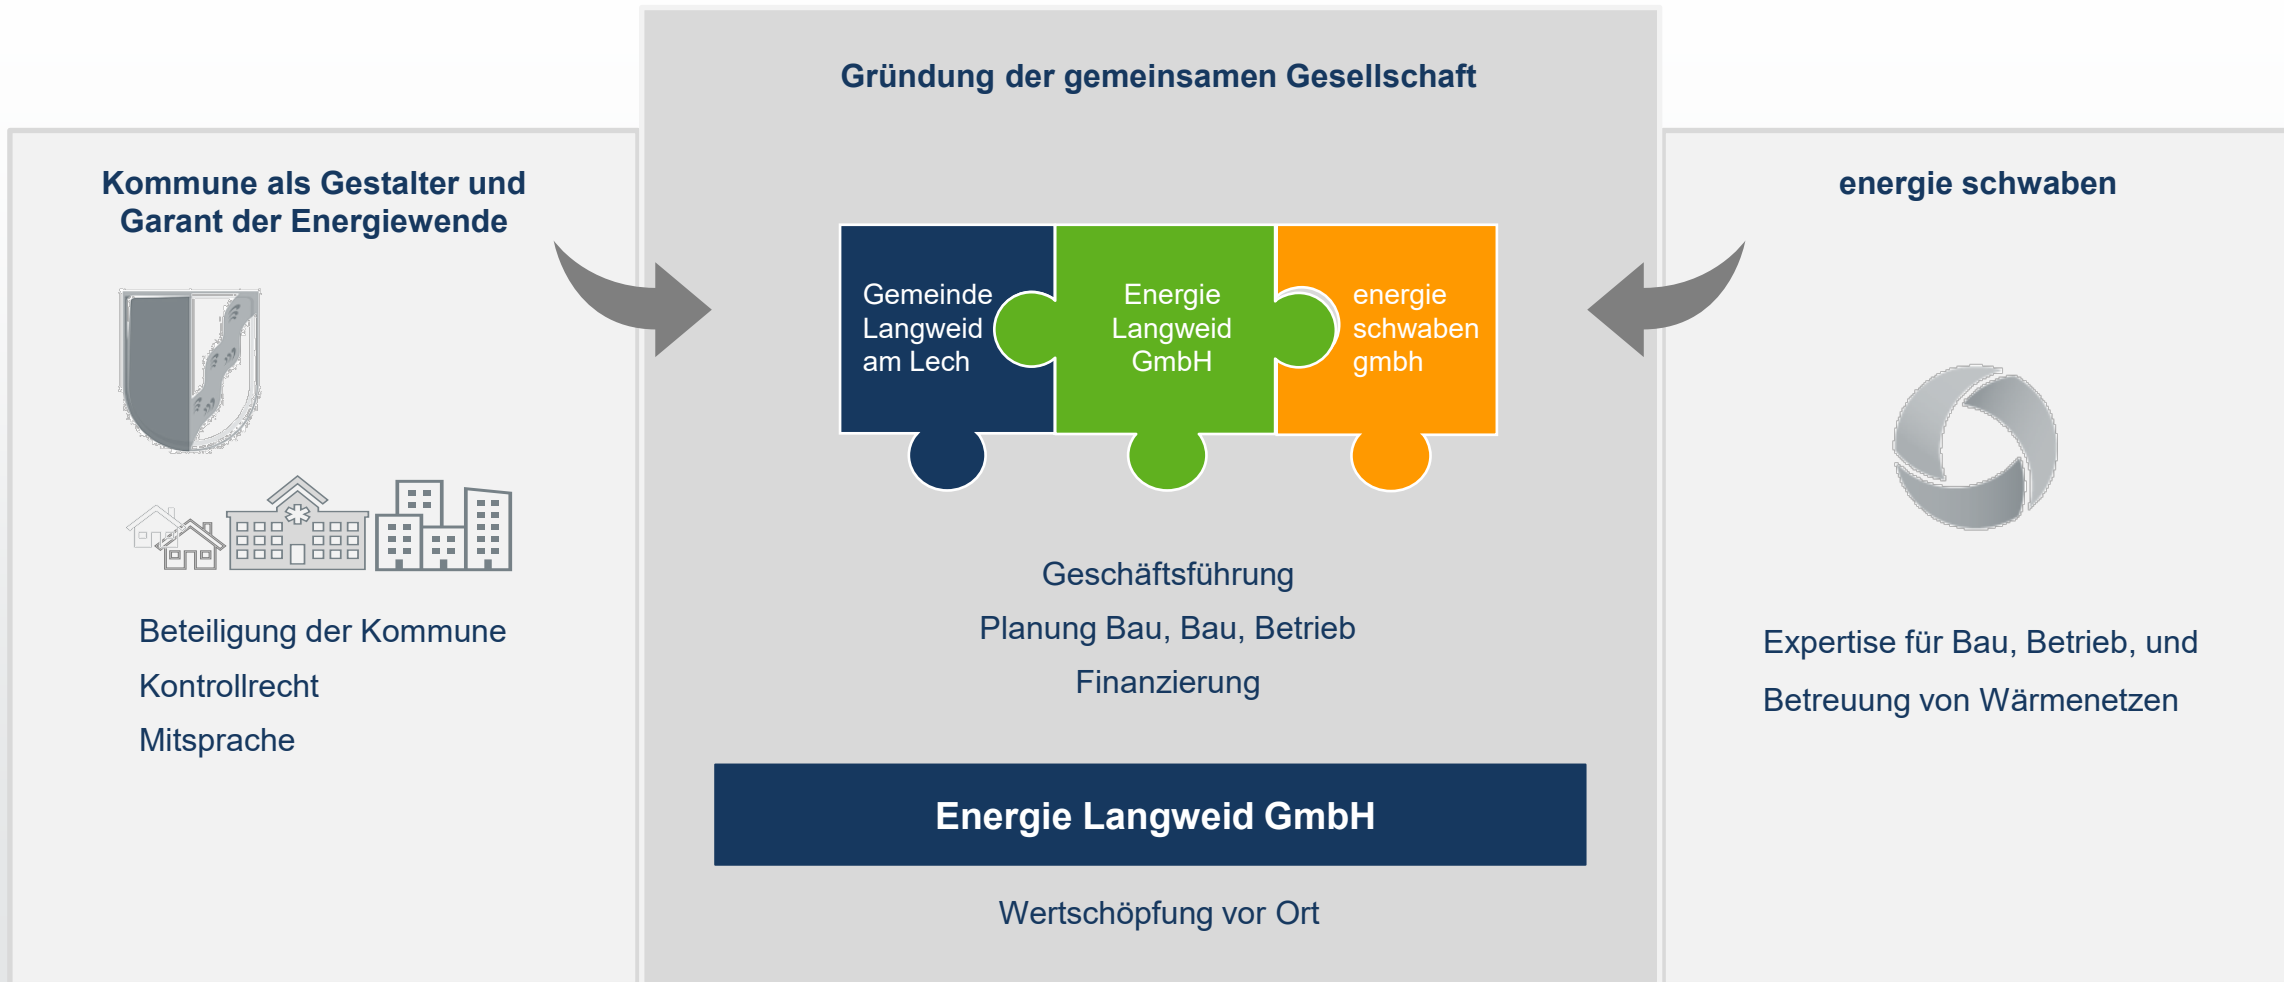 Gründung der gemeinsamen Gesellschaft
Kommune als Gestalter und
Garant der Energiewende
Beteiligung der Kommune
Kontrollrecht
Mitsprache
Gemeinde
Langweid
am Lech
Energie
Langweid
GmbH
energie
schwaben
gmbh
Geschäftsführung
Planung Bau, Bau, Betrieb
Finanzierung
Energie Langweid GmbH
Wertschöpfung vor Ort
energie schwaben
Expertise für Bau, Betrieb, und
Betreuung von Wärmenetzen